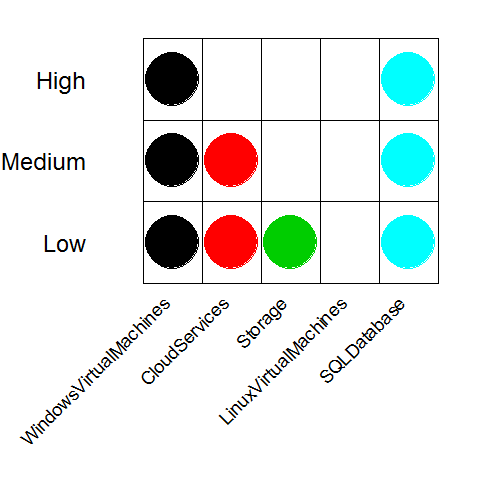 High
Medium
Low
WindowsVirtualMachines
CloudServices
Storage
LinuxVirtualMachines
SQLDatabase